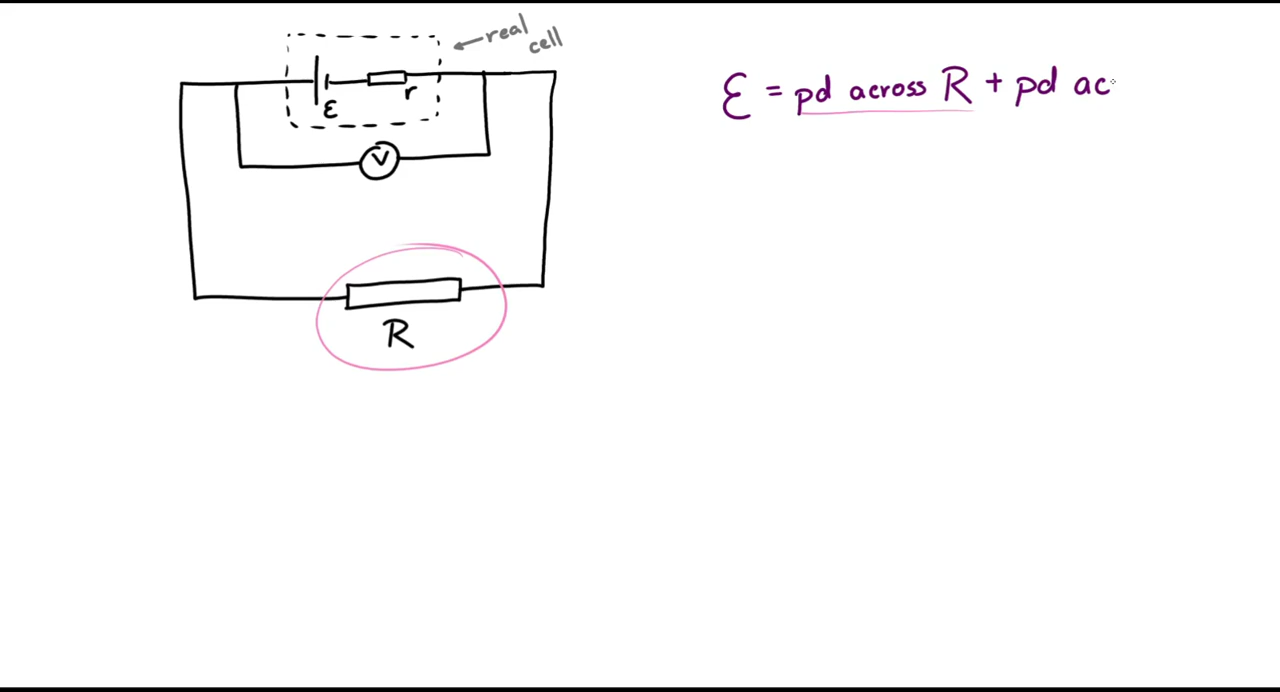 real
cell
ε
r
V
R
Ɛ = pd across R + pd ac